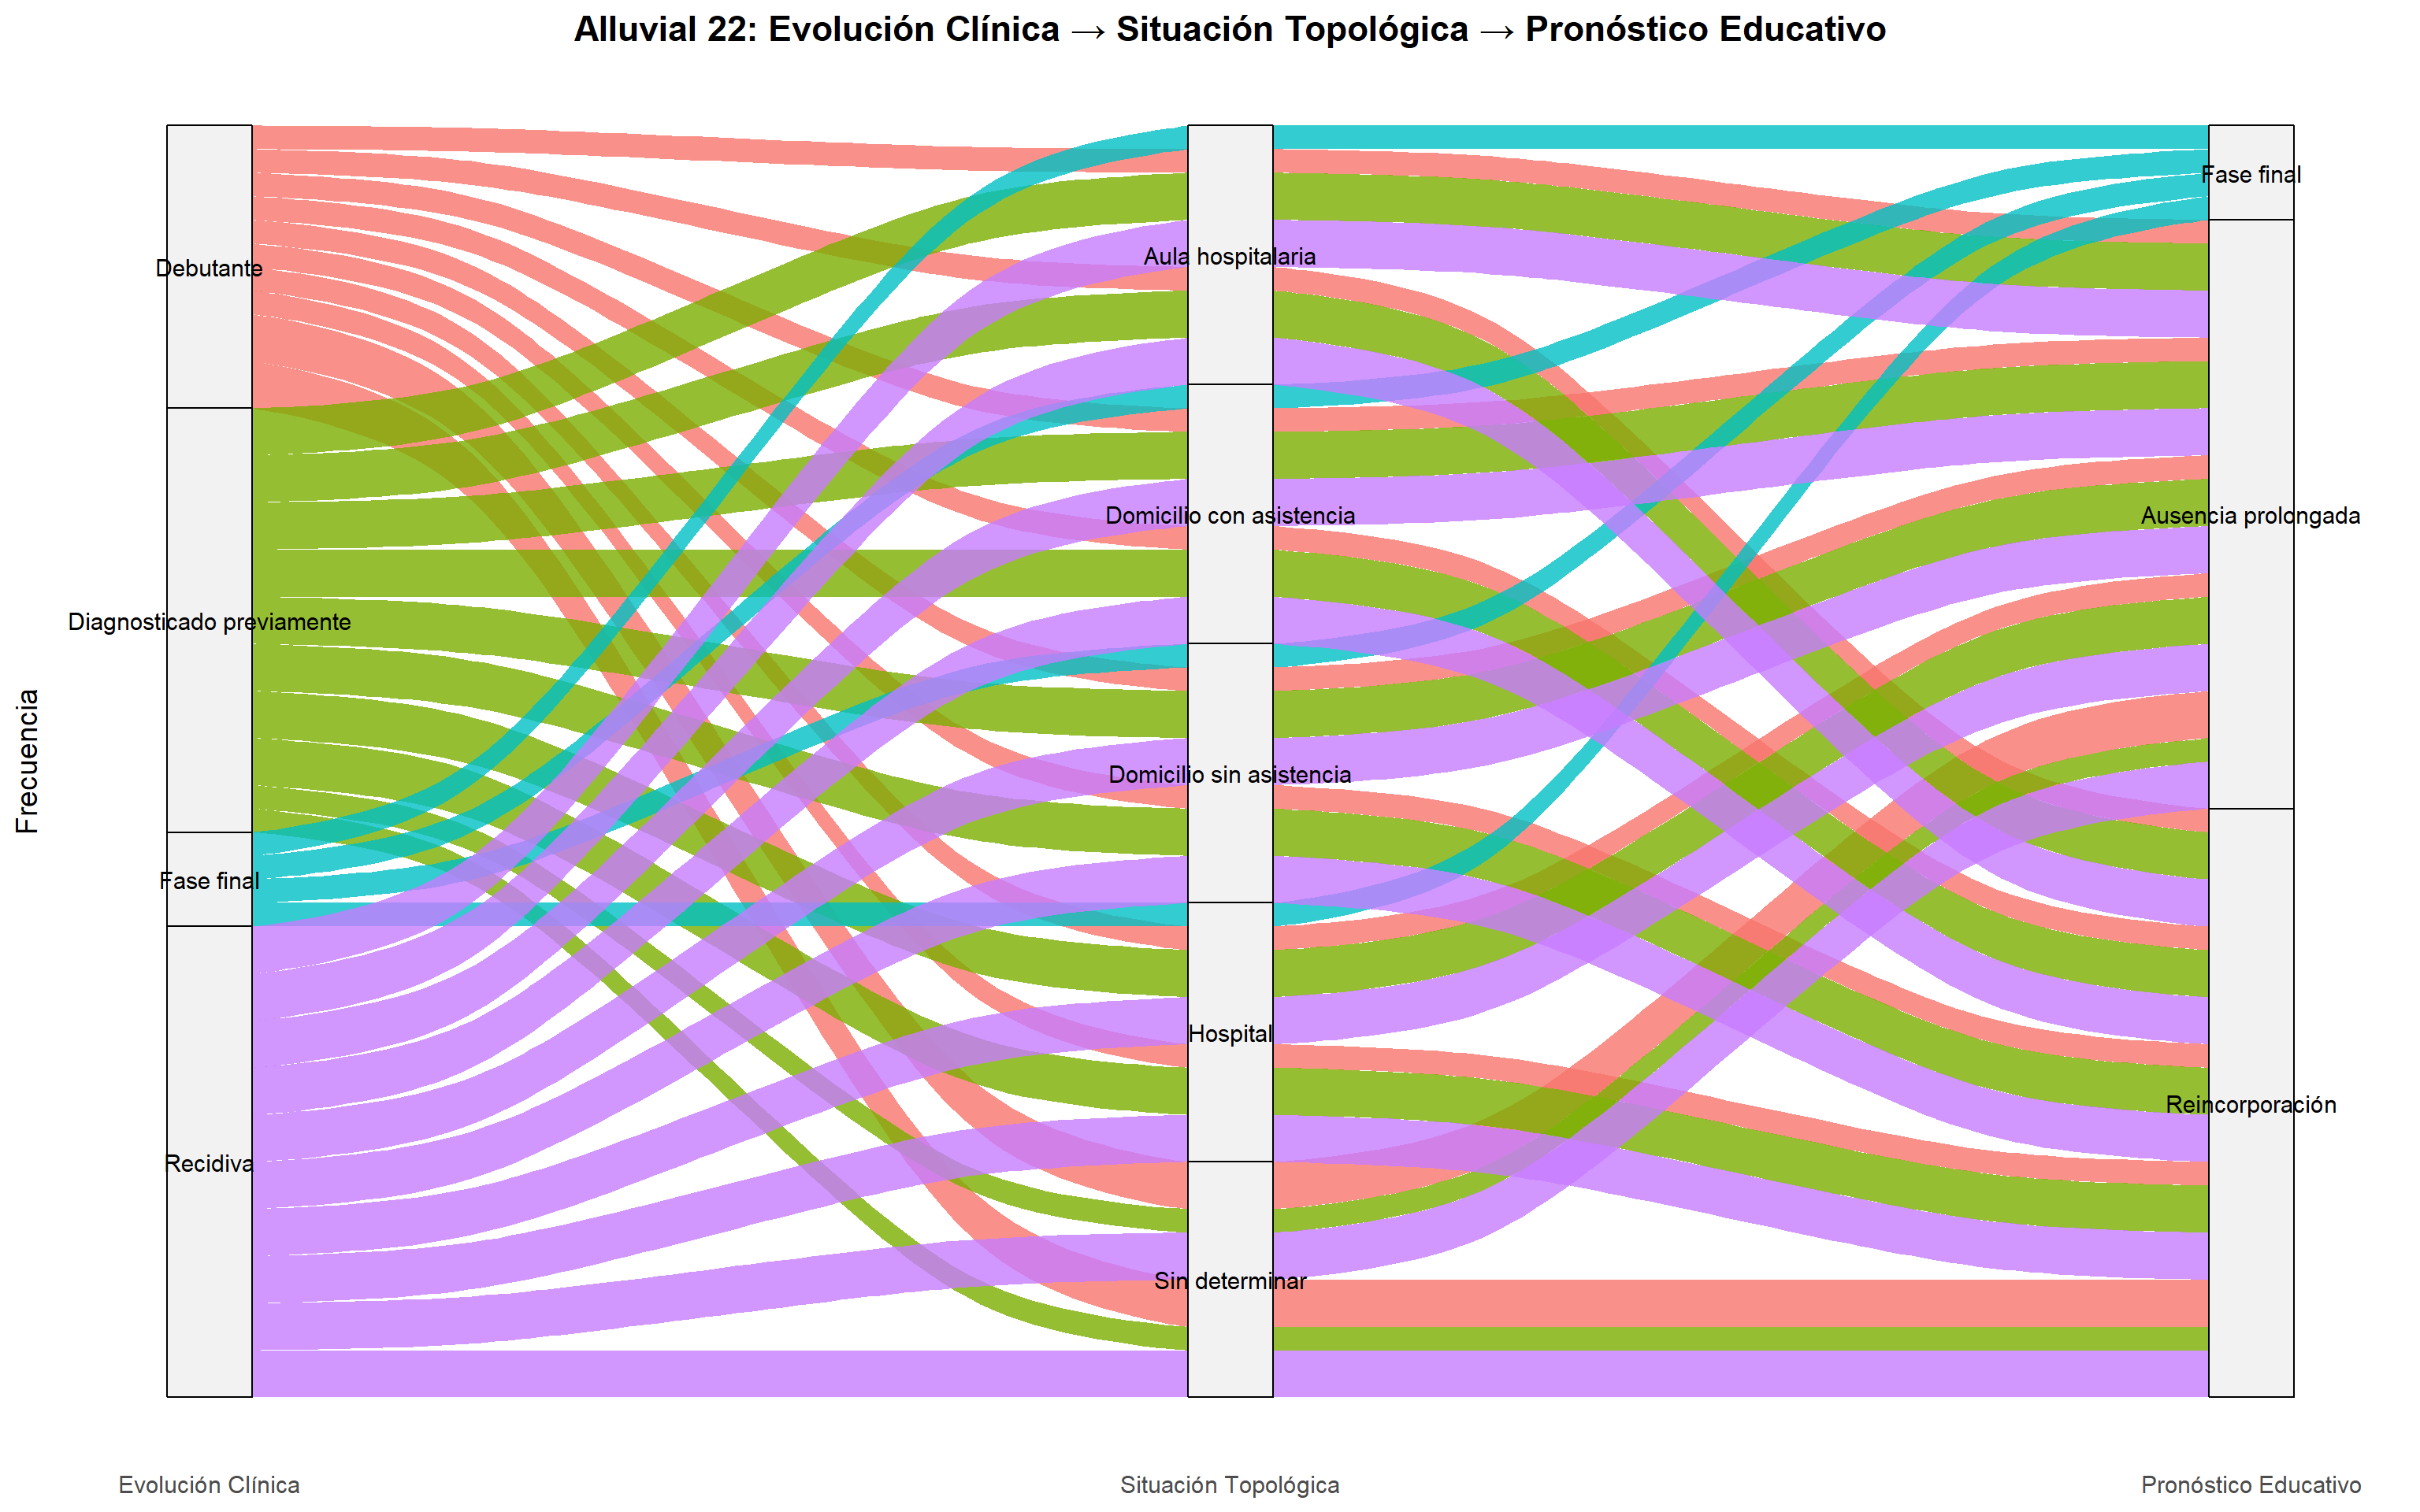 Alluvial 22: Evolución Clínica → Situación Topológica → Pronóstico Educativo
Frecuencia
Debutante
Diagnosticado previamente
Fase final
Recidiva
Aula hospitalaria
Domicilio con asistencia
Domicilio sin asistencia
Hospital
Sin determinar
Fase final
Ausencia prolongada
Reincorporación
Evolución Clínica
Situación Topológica
Pronóstico Educativo